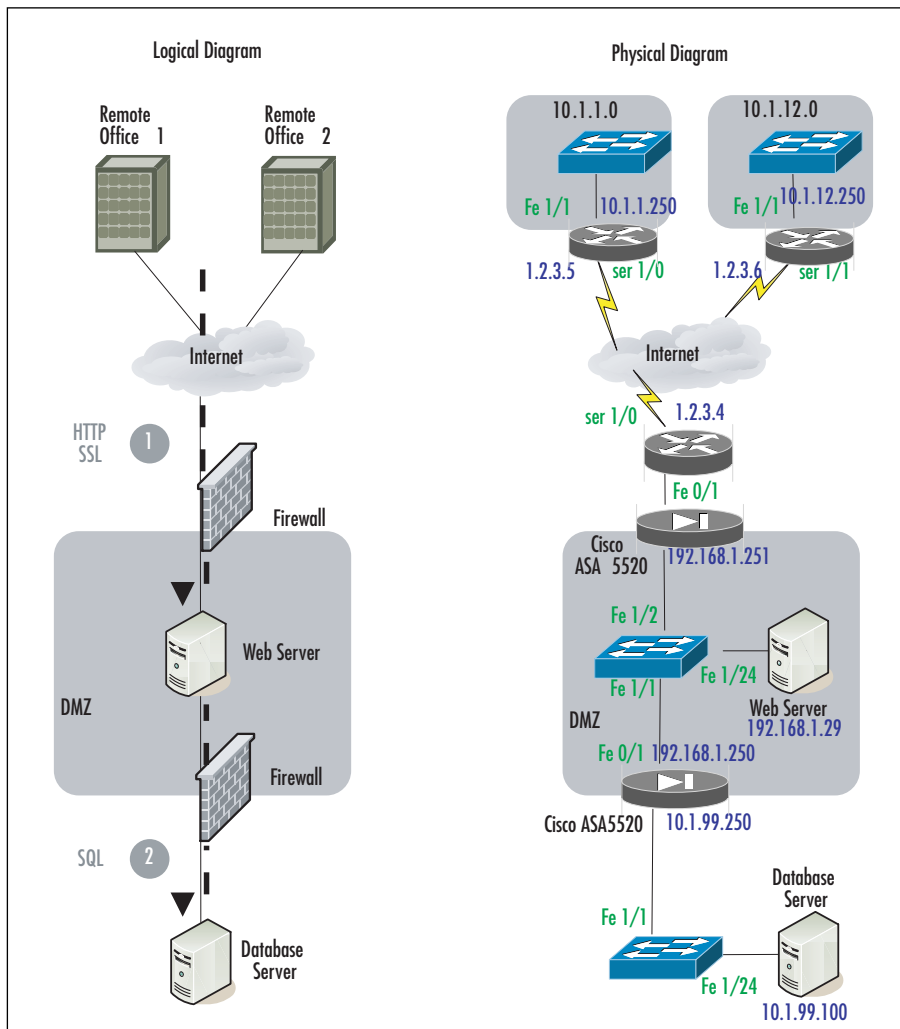 Logical Diagram
Remote
Office 1
Remote
Office 2
Internet
HTTP
SSL
1
Firewall
Web Server
DMZ
Firewall
SQL
2
Database
Server
Physical Diagram
10.1.1.0
10.1.12.0
Fe 1/1
10.1.1.250
Fe 1/1
10.1.12.250
1.2.3.5
ser 1/0
1.2.3.6
ser 1/1
Internet
ser 1/0
1.2.3.4
Fe 0/1
Cisco
ASA 5520
192.168.1.251
Fe 1/2
Fe 1/1
Fe 1/24
Web Server
192.168.1.29
DMZ
Fe 0/1
192.168.1.250
Cisco ASA5520
10.1.99.250
Database
Server
Fe 1/1
Fe 1/24
10.1.99.100